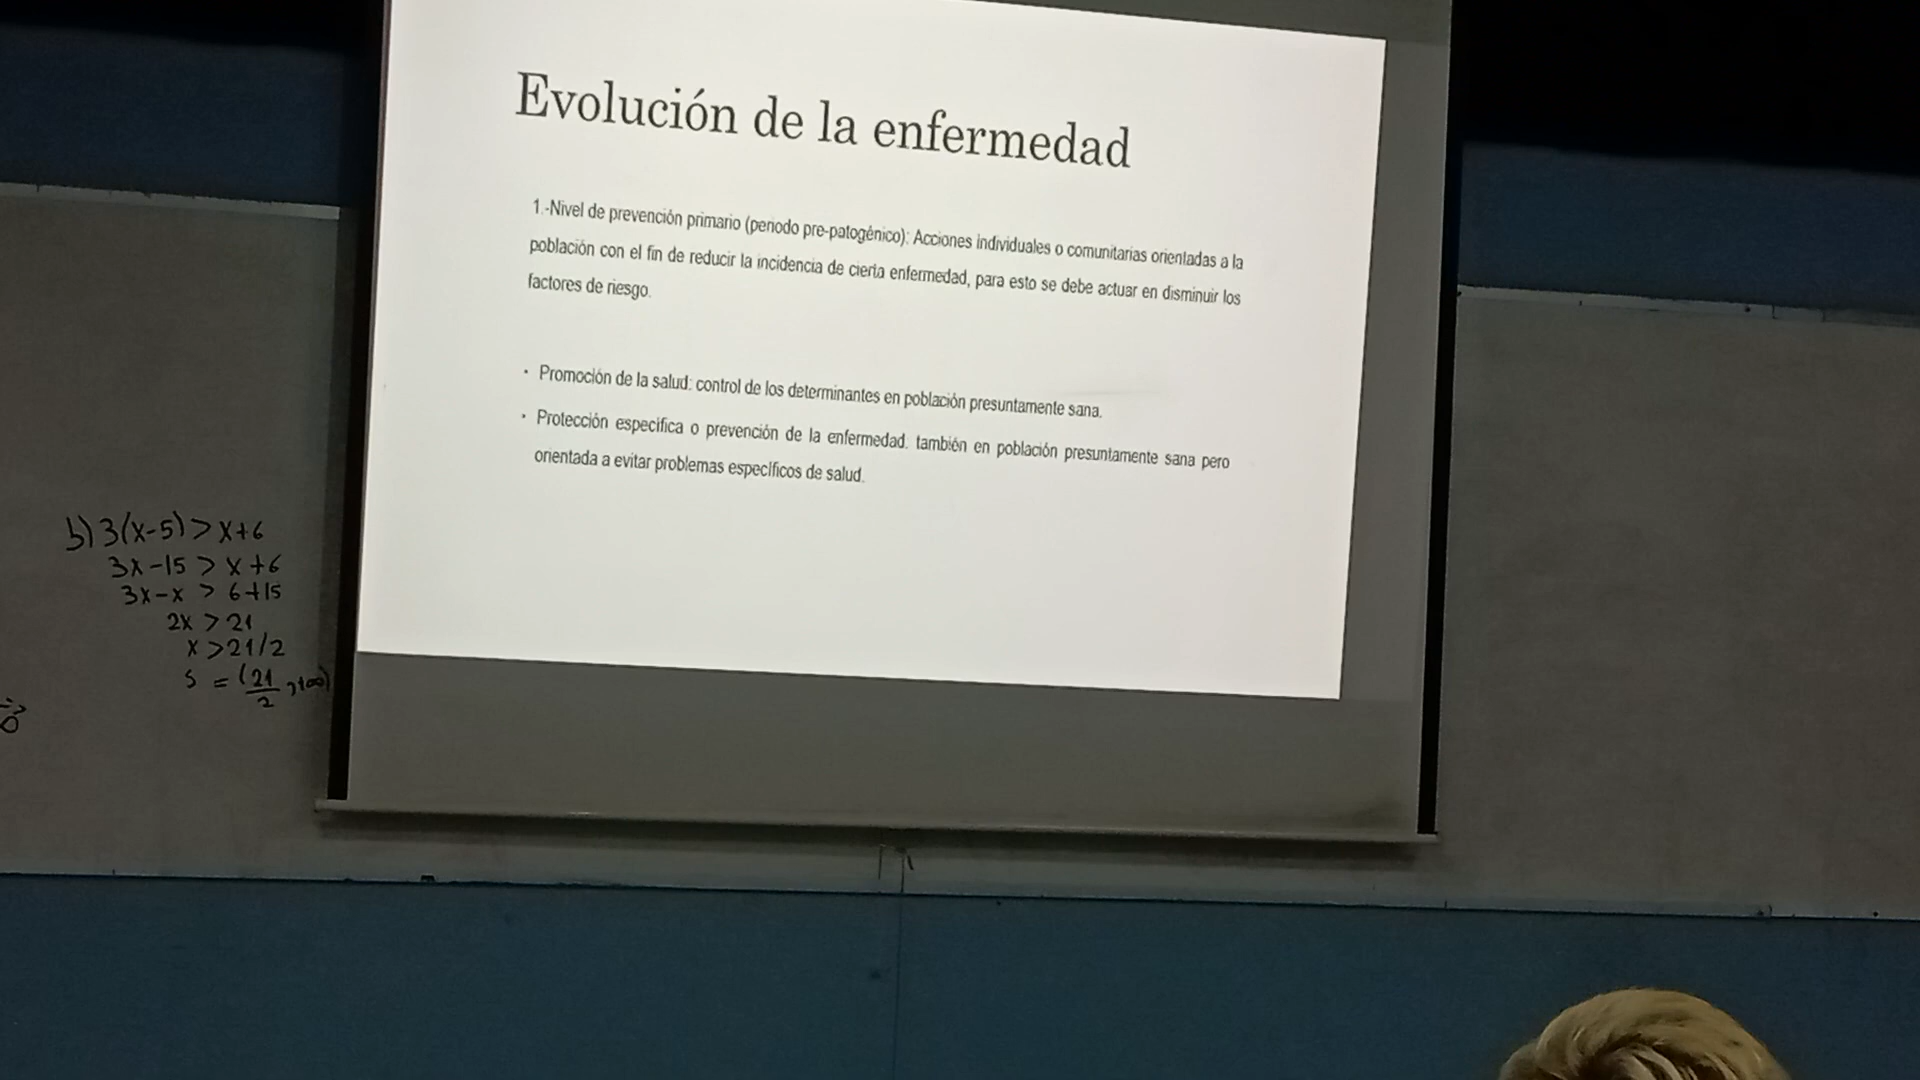 Evolución de la enfermedad
1.-Nivel de prevención primario (periodo pre-patogénico): Acciones individuales o comunitarias orientadas a la
población con el fin de reducir la incidencia de cierta enfermedad, para esto se debe actuar en disminuir los
factores de riesgo.
• Promoción de la salud: control de los determinantes en población presuntamente sana.
• Protección específica o prevención de la enfermedad: también en población presuntamente sana pero
orientada a evitar problemas específicos de salud.
b) 3(x-5) > x+6
3x-15 > x+6
3x-x > 6+15
2x > 21
x > 21/2
S = (21/2, +∞)